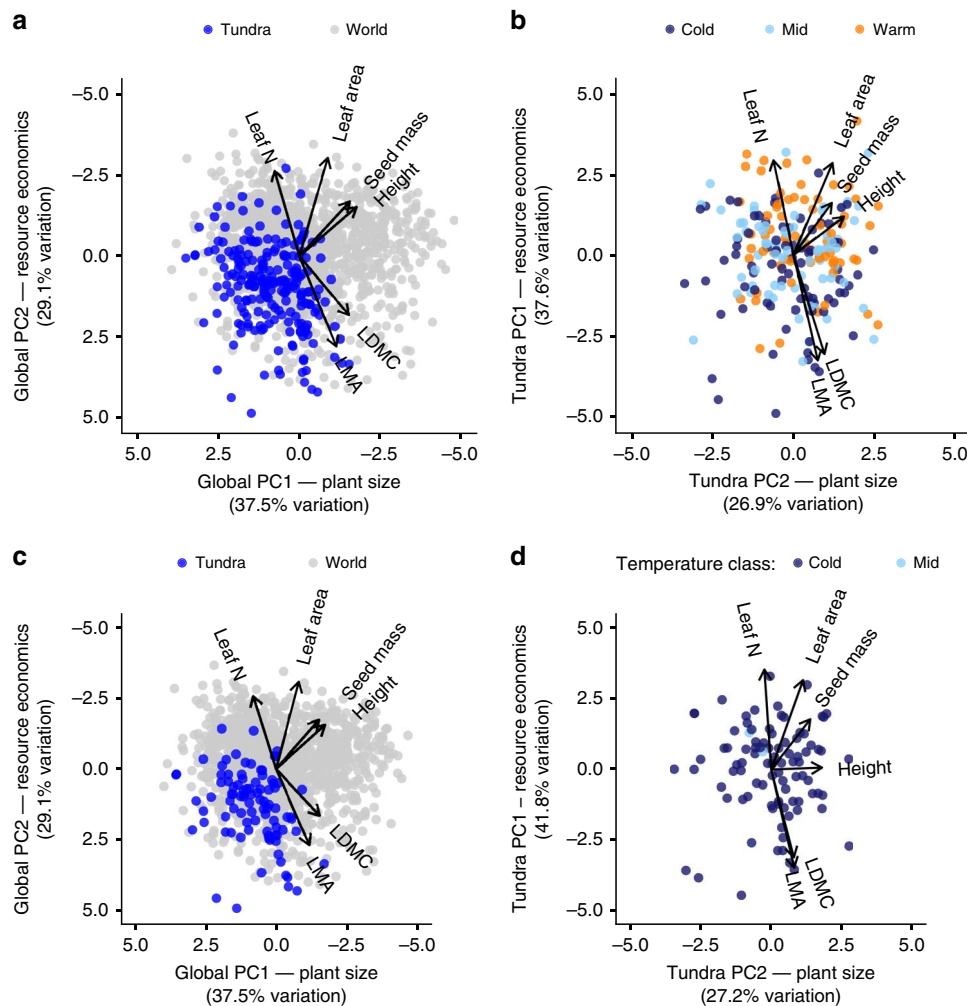 a
Tundra
World
Global PC2 — resource economics
(29.1% variation)
−5.0
−2.5
0.0
2.5
5.0
Leaf N
Leaf area
Seed mass
Height
LDMC
LMA
5.0
2.5
0.0
−2.5
−5.0
Global PC1 — plant size
(37.5% variation)
b
Cold
Mid
Warm
Tundra PC1 — resource economics
(37.6% variation)
5.0
2.5
0.0
−2.5
−5.0
Leaf N
Leaf area
Seed mass
Height
LDMC
LMA
−5.0
−2.5
0.0
2.5
5.0
Tundra PC2 — plant size
(26.9% variation)
c
Tundra
World
Global PC2 — resource economics
(29.1% variation)
−5.0
−2.5
0.0
2.5
5.0
Leaf N
Leaf area
Seed mass
Height
LDMC
LMA
5.0
2.5
0.0
−2.5
−5.0
Global PC1 — plant size
(37.5% variation)
d
Temperature class:
Cold
Mid
Tundra PC1 – resource economics
(41.8% variation)
5.0
2.5
0.0
−2.5
−5.0
Leaf N
Leaf area
Seed mass
Height
LDMC
LMA
−5.0
−2.5
0.0
2.5
5.0
Tundra PC2 — plant size
(27.2% variation)